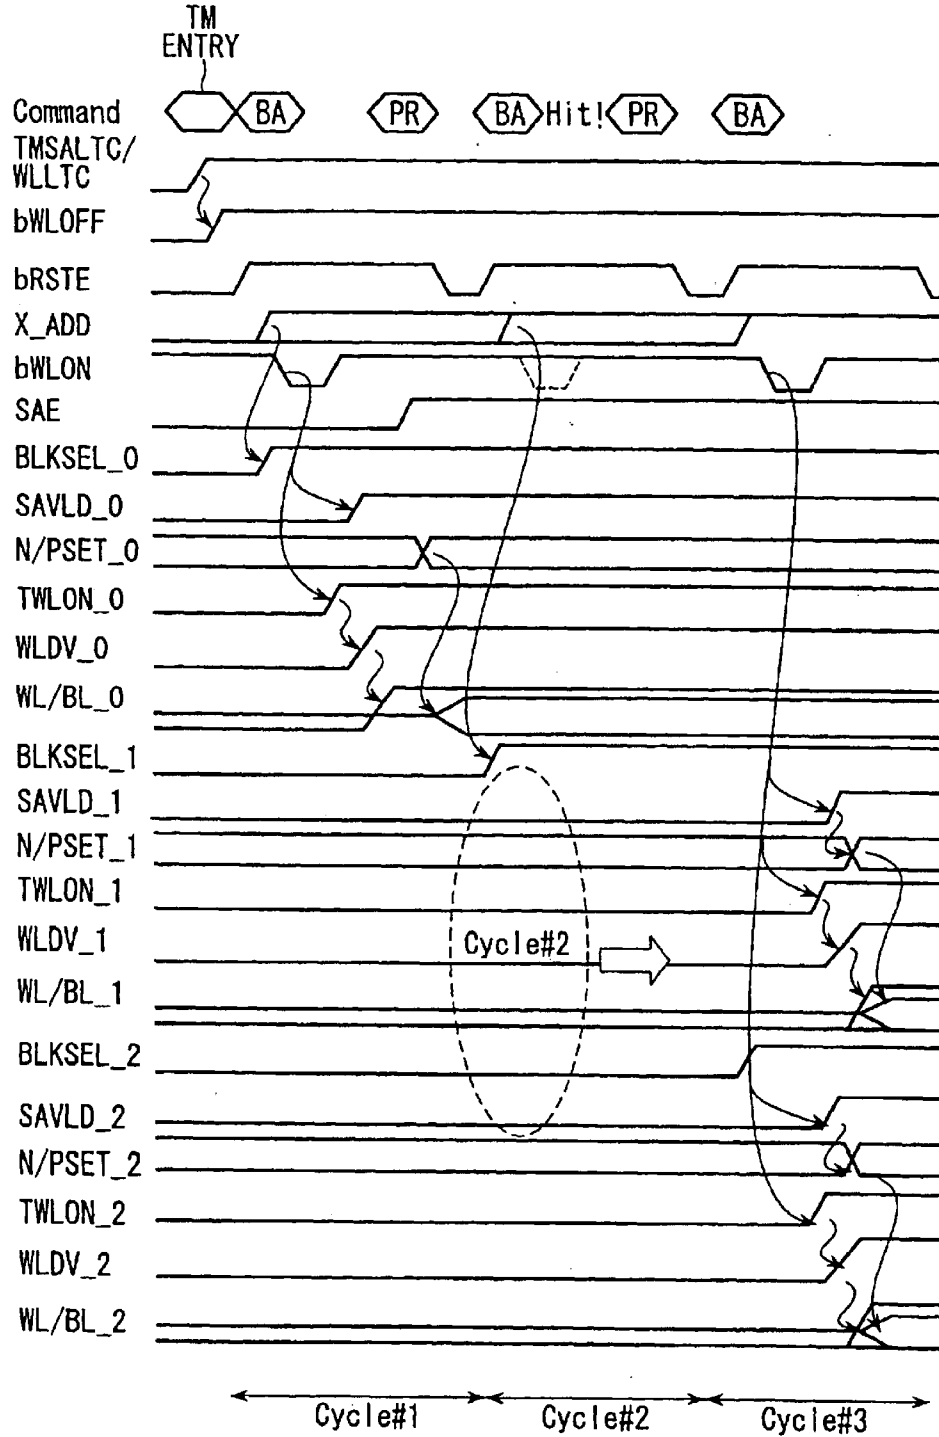 TM
ENTRY
Command BA PR BA Hit! PR BA
TMSALTC/
WLLTC
bWLOFF
bRSTE
X_ADD
bWLON
SAE
BLKSEL_0
SAVLD_0
N/PSET_0
TWLON_0
WLDV_0
WL/BL_0
BLKSEL_1
SAVLD_1
N/PSET_1
TWLON_1
WLDV_1 Cycle#2
WL/BL_1
BLKSEL_2
SAVLD_2
N/PSET_2
TWLON_2
WLDV_2
WL/BL_2
Cycle#1 Cycle#2 Cycle#3